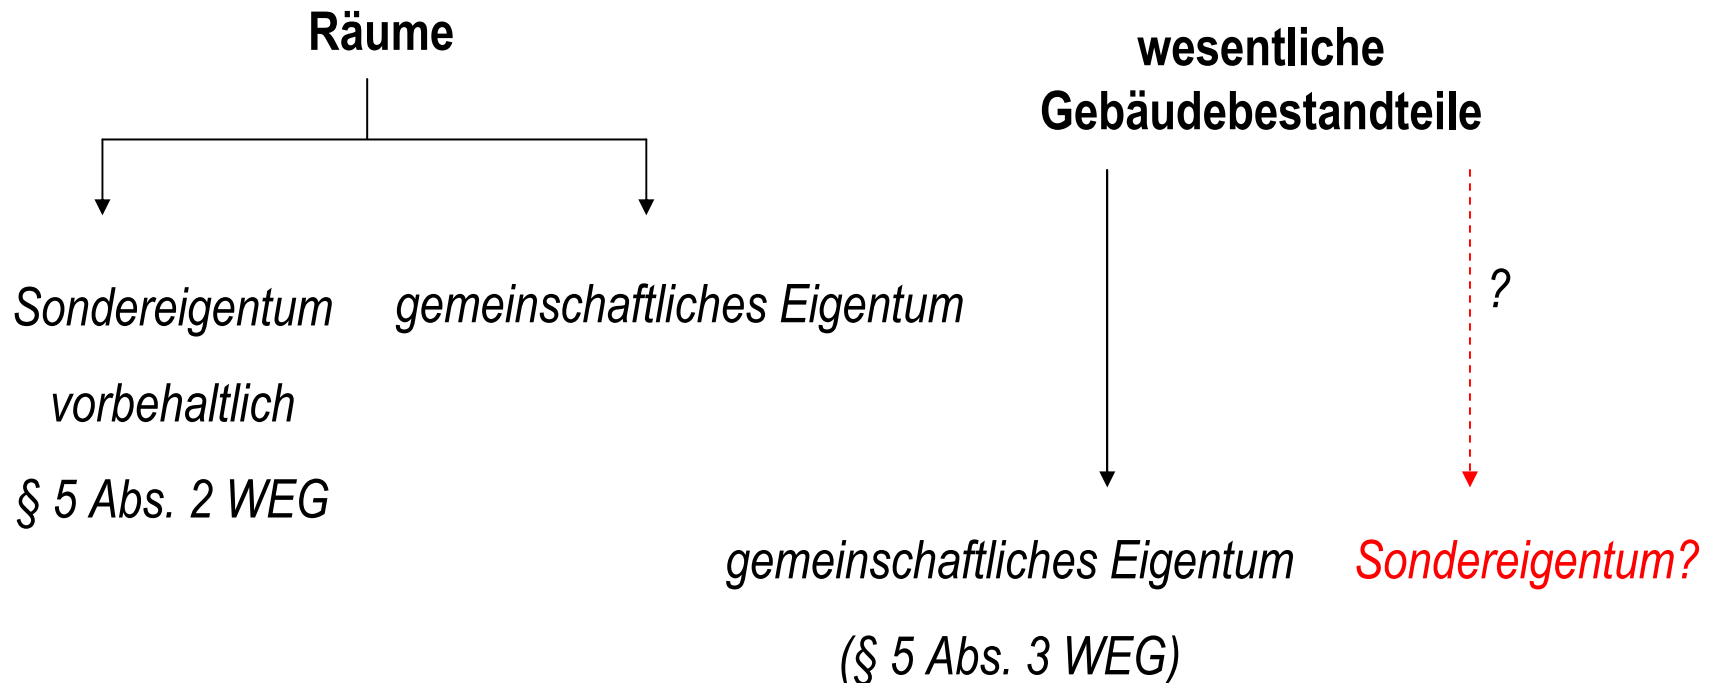 Räume
Sondereigentum
vorbehaltlich
§ 5 Abs. 2 WEG
gemeinschaftliches Eigentum
wesentliche
Gebäudebestandteile
?
gemeinschaftliches Eigentum
(§ 5 Abs. 3 WEG)
Sondereigentum?